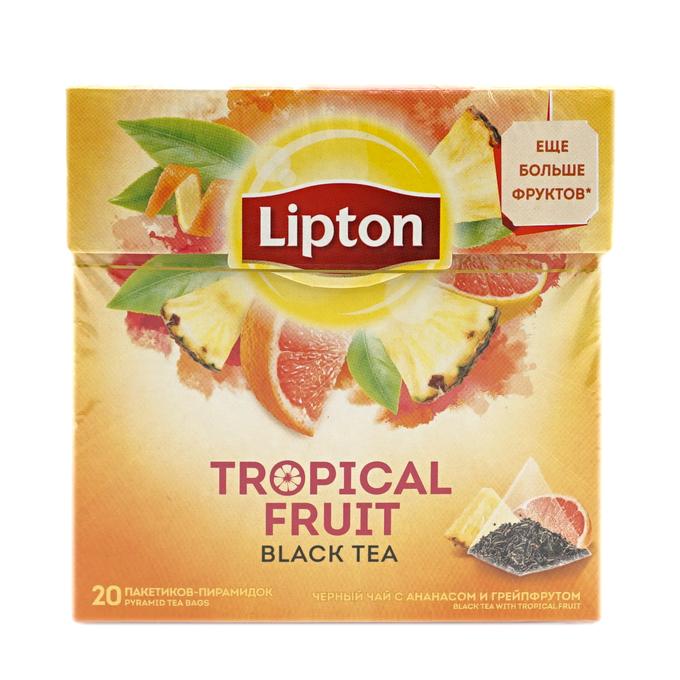 Lipton
ЕЩЕ
БОЛЬШЕ
ФРУКТОВ*
TROPICAL
FRUIT
BLACK TEA
20 ПАКЕТИКОВ-ПИРАМИДОК
PYRAMID TEA BAGS
ЧЕРНЫЙ ЧАЙ С АНАНАСОМ И ГРЕЙПФРУТОМ
BLACK TEA WITH TROPICAL FRUIT